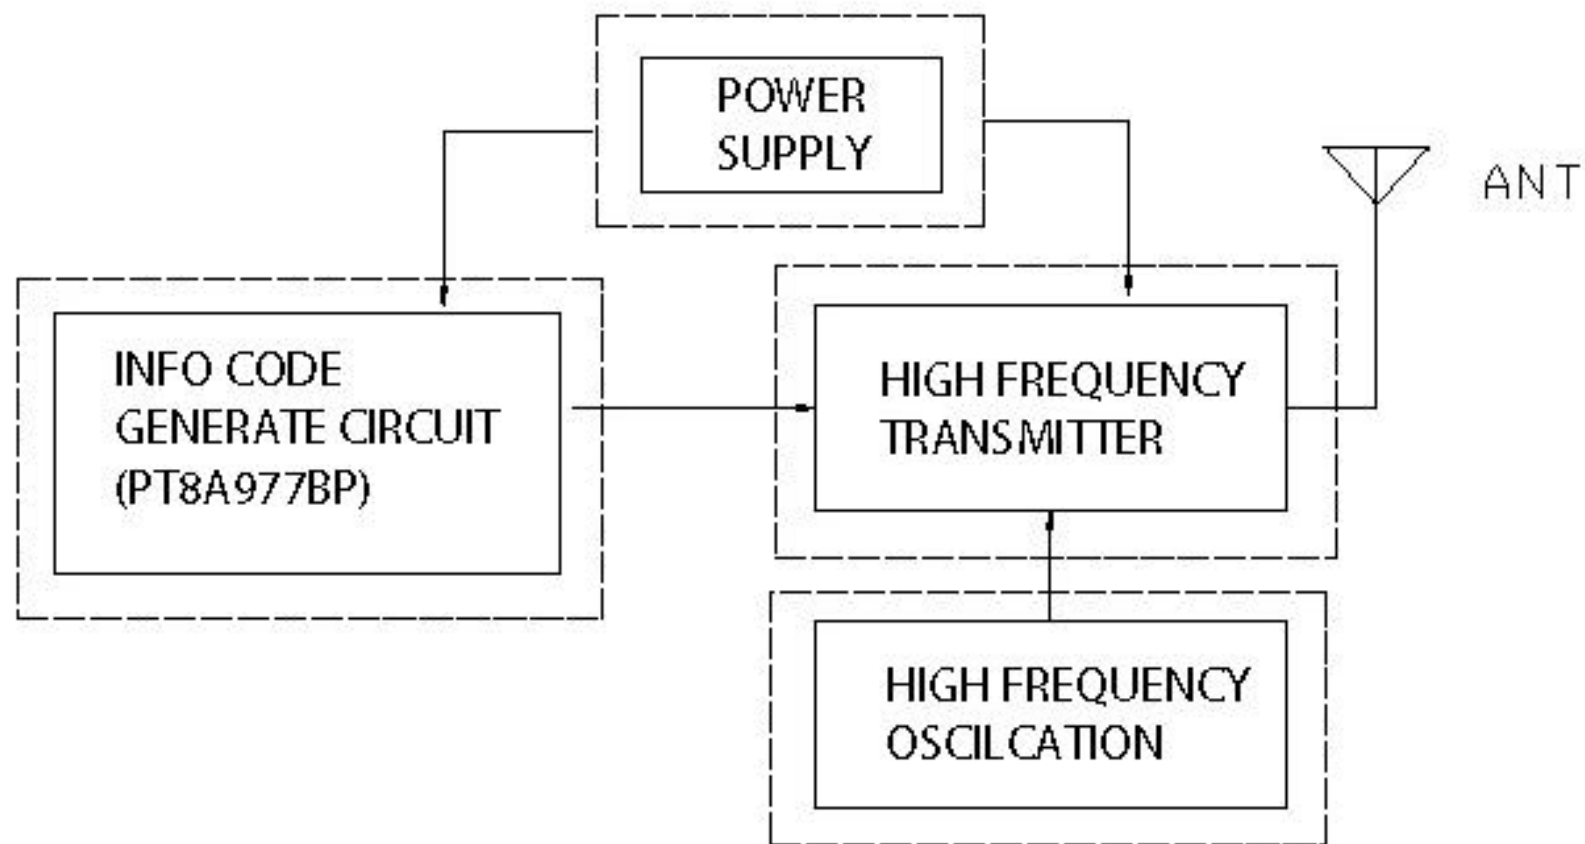 POWER
SUPPLY
ANT
INFO CODE
GENERATE CIRCUIT
(PT8A977BP)
HIGH FREQUENCY
TRANSMITTER
HIGH FREQUENCY
OSCILCATION